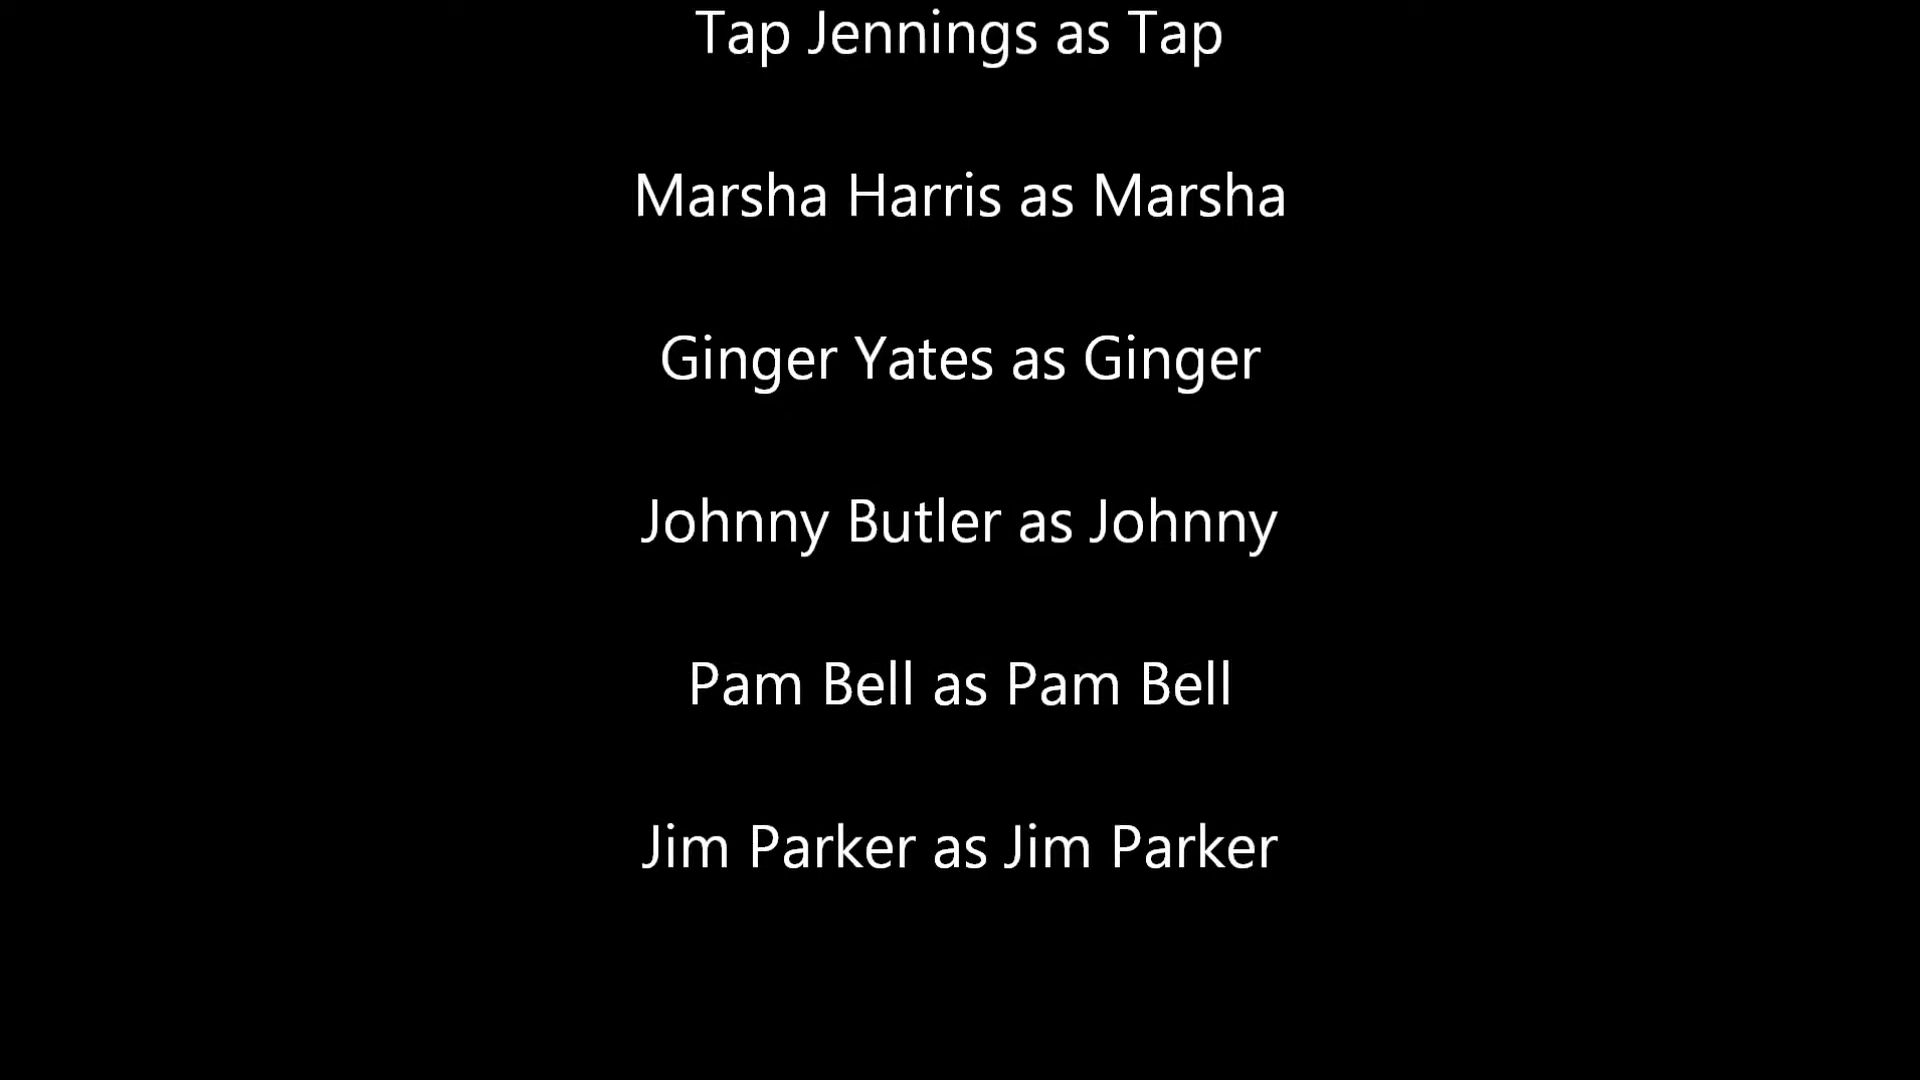 Tap Jennings as Tap
Marsha Harris as Marsha
Ginger Yates as Ginger
Johnny Butler as Johnny
Pam Bell as Pam Bell
Jim Parker as Jim Parker